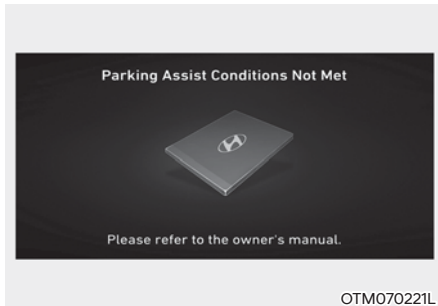 Parking Assist Conditions Not Met
Please refer to the owner's manual.
OTM070221L